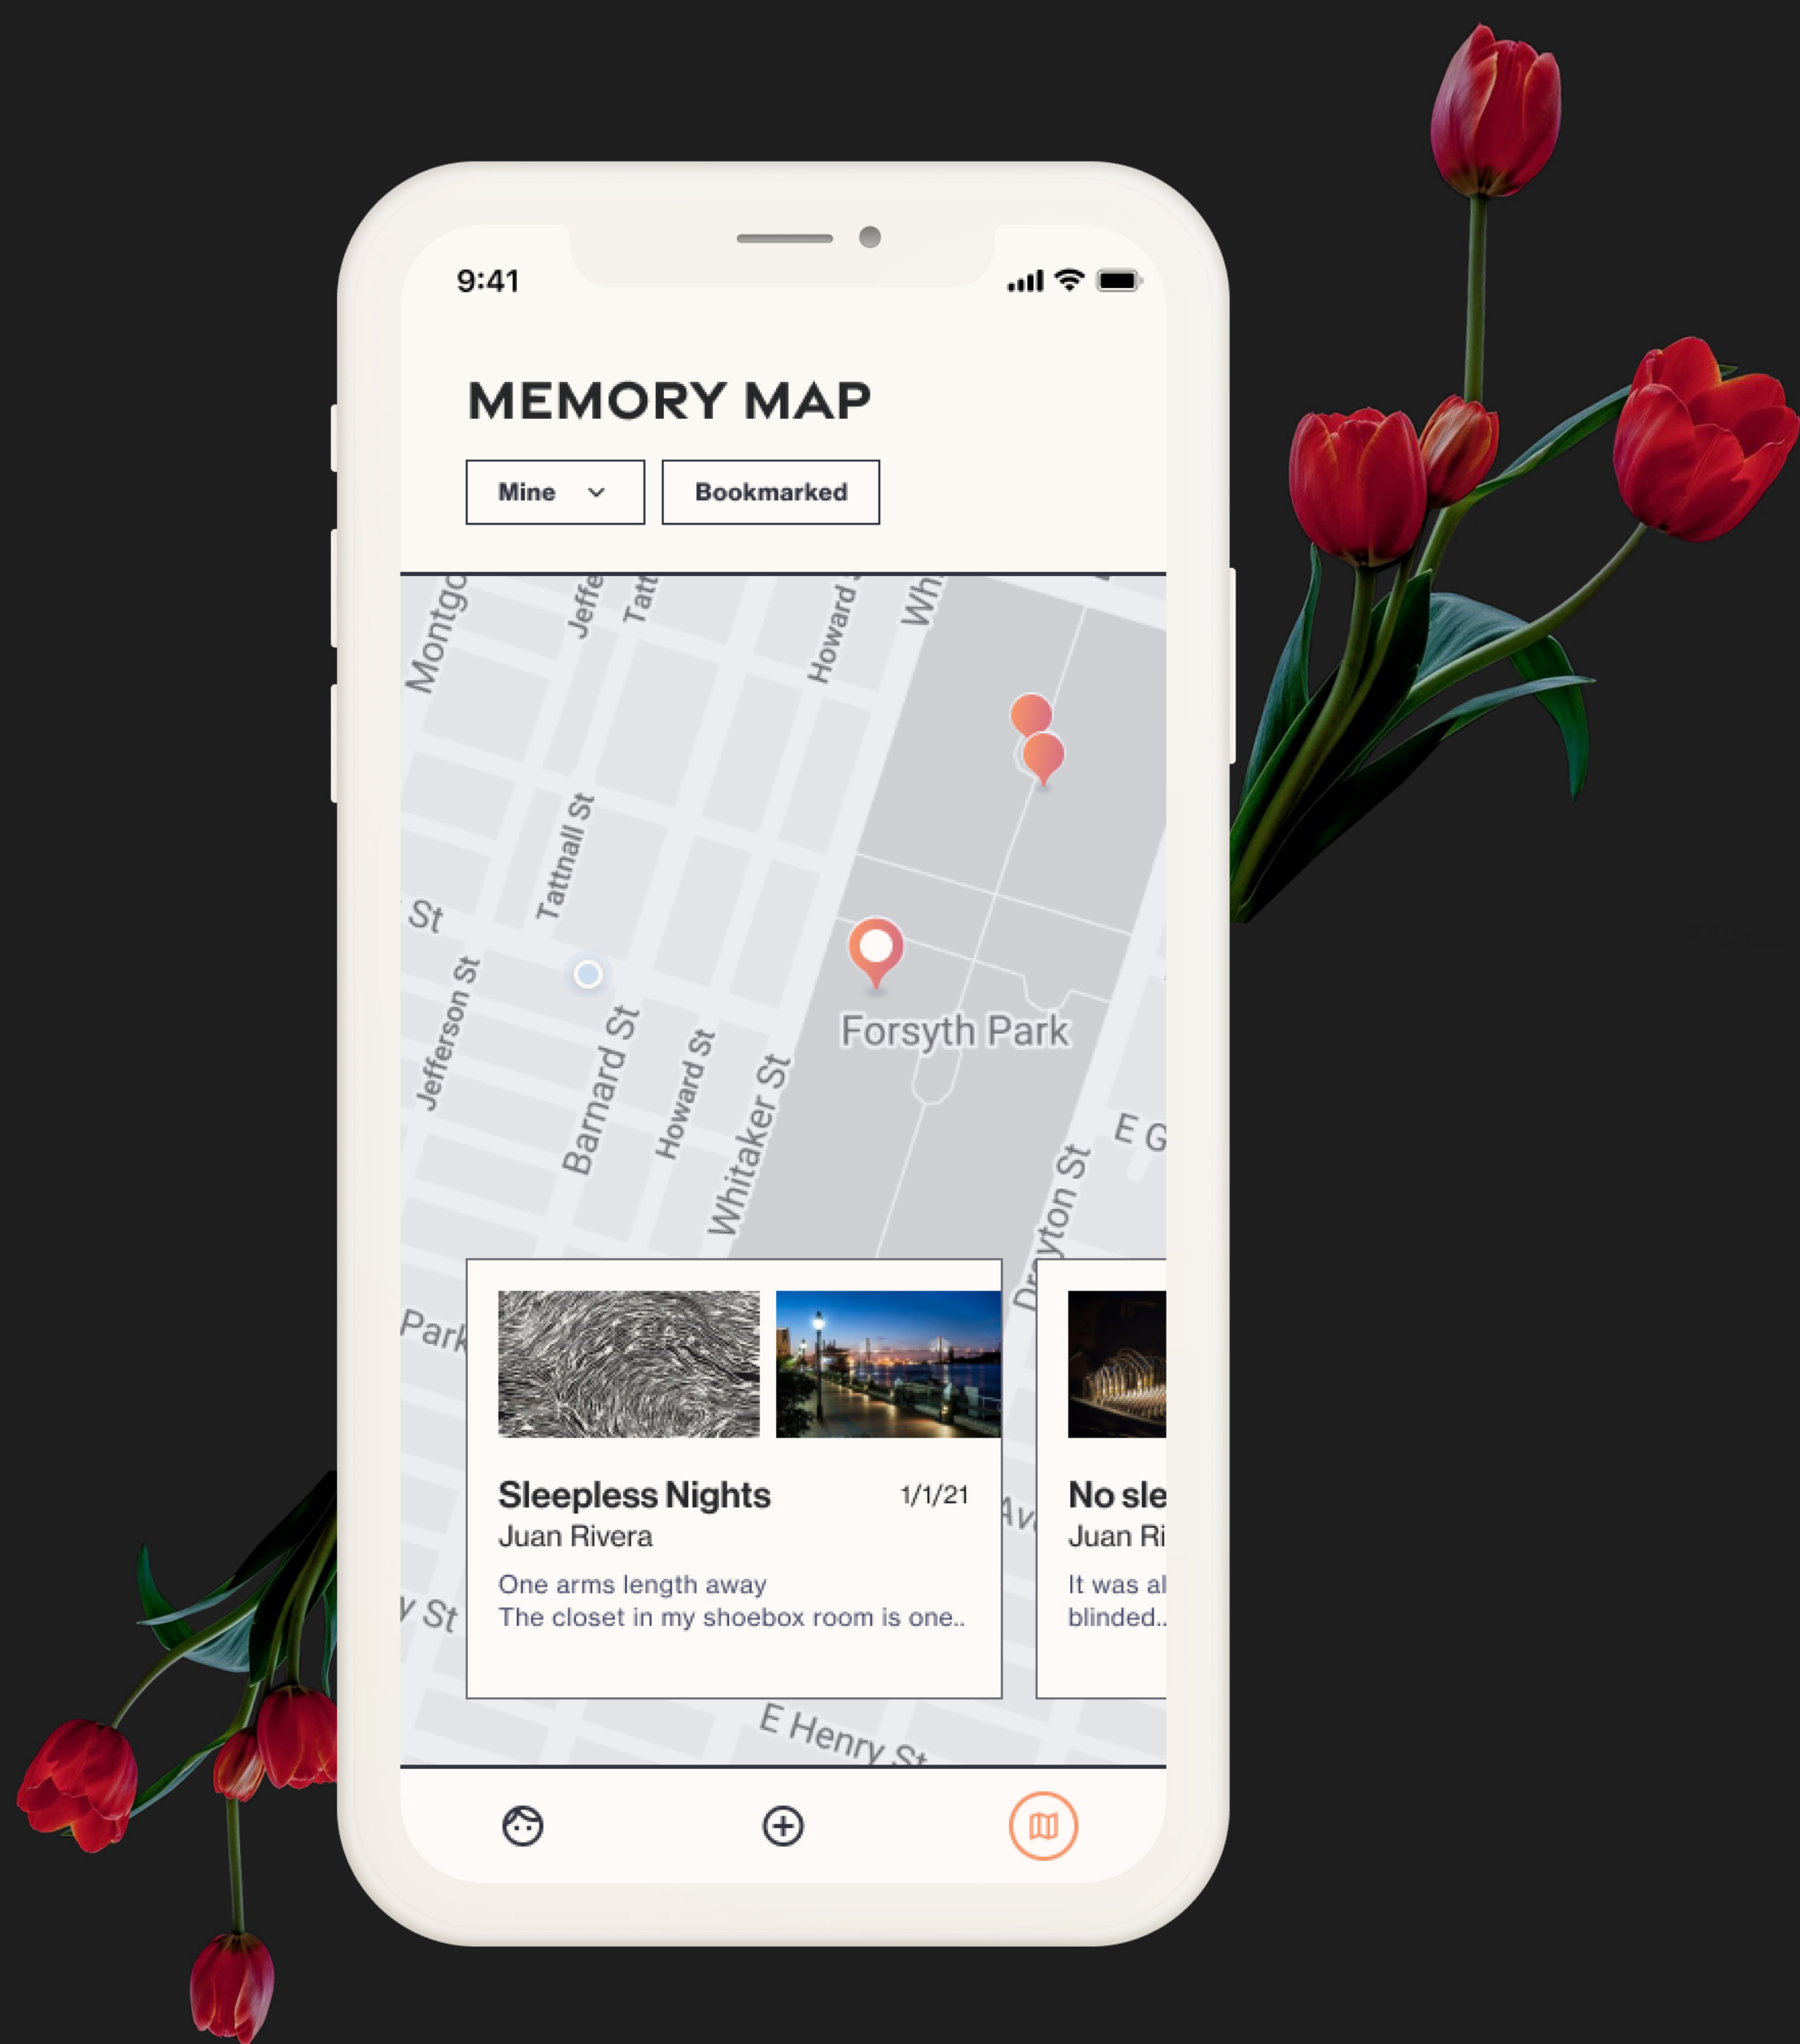 9:41
MEMORY MAP
Mine
Bookmarked
Montgo
Jeffe
Tatt
Howard
Wh
Tattnall St
St
Jefferson St
Barnard St
Howard St
Whitaker St
Forsyth Park
E G
Drayton St
Park
Sleepless Nights 1/1/21
Juan Rivera
One arms length away
The closet in my shoebox room is one..
Av
No sle
Juan Ri
It was al
blinded..
y St
E Henry St